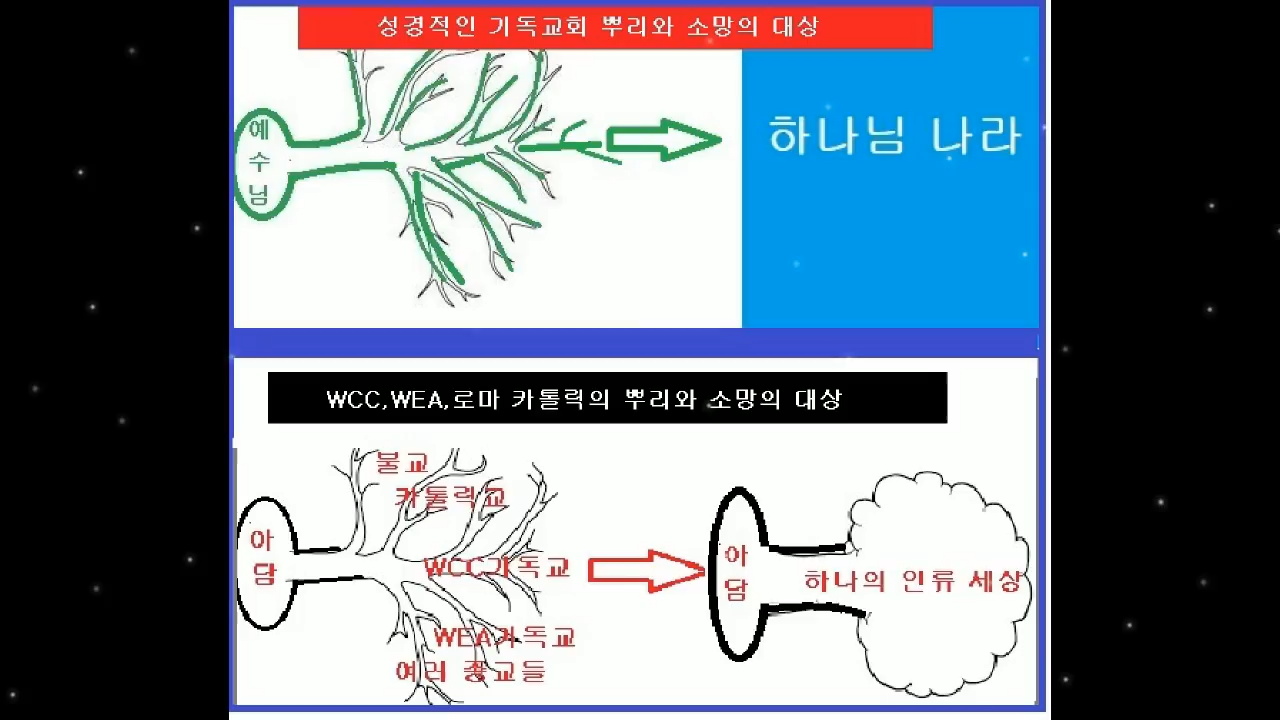 성경적인 기독교회 뿌리와 소망의 대상
예
수
님
하나님 나라
WCC,WEA,로마 카톨릭의 뿌리와 소망의 대상
불교
카톨릭교
아
담
WCC기독교
WEA기독교
여러 종교들
아
담
하나의 인류 세상